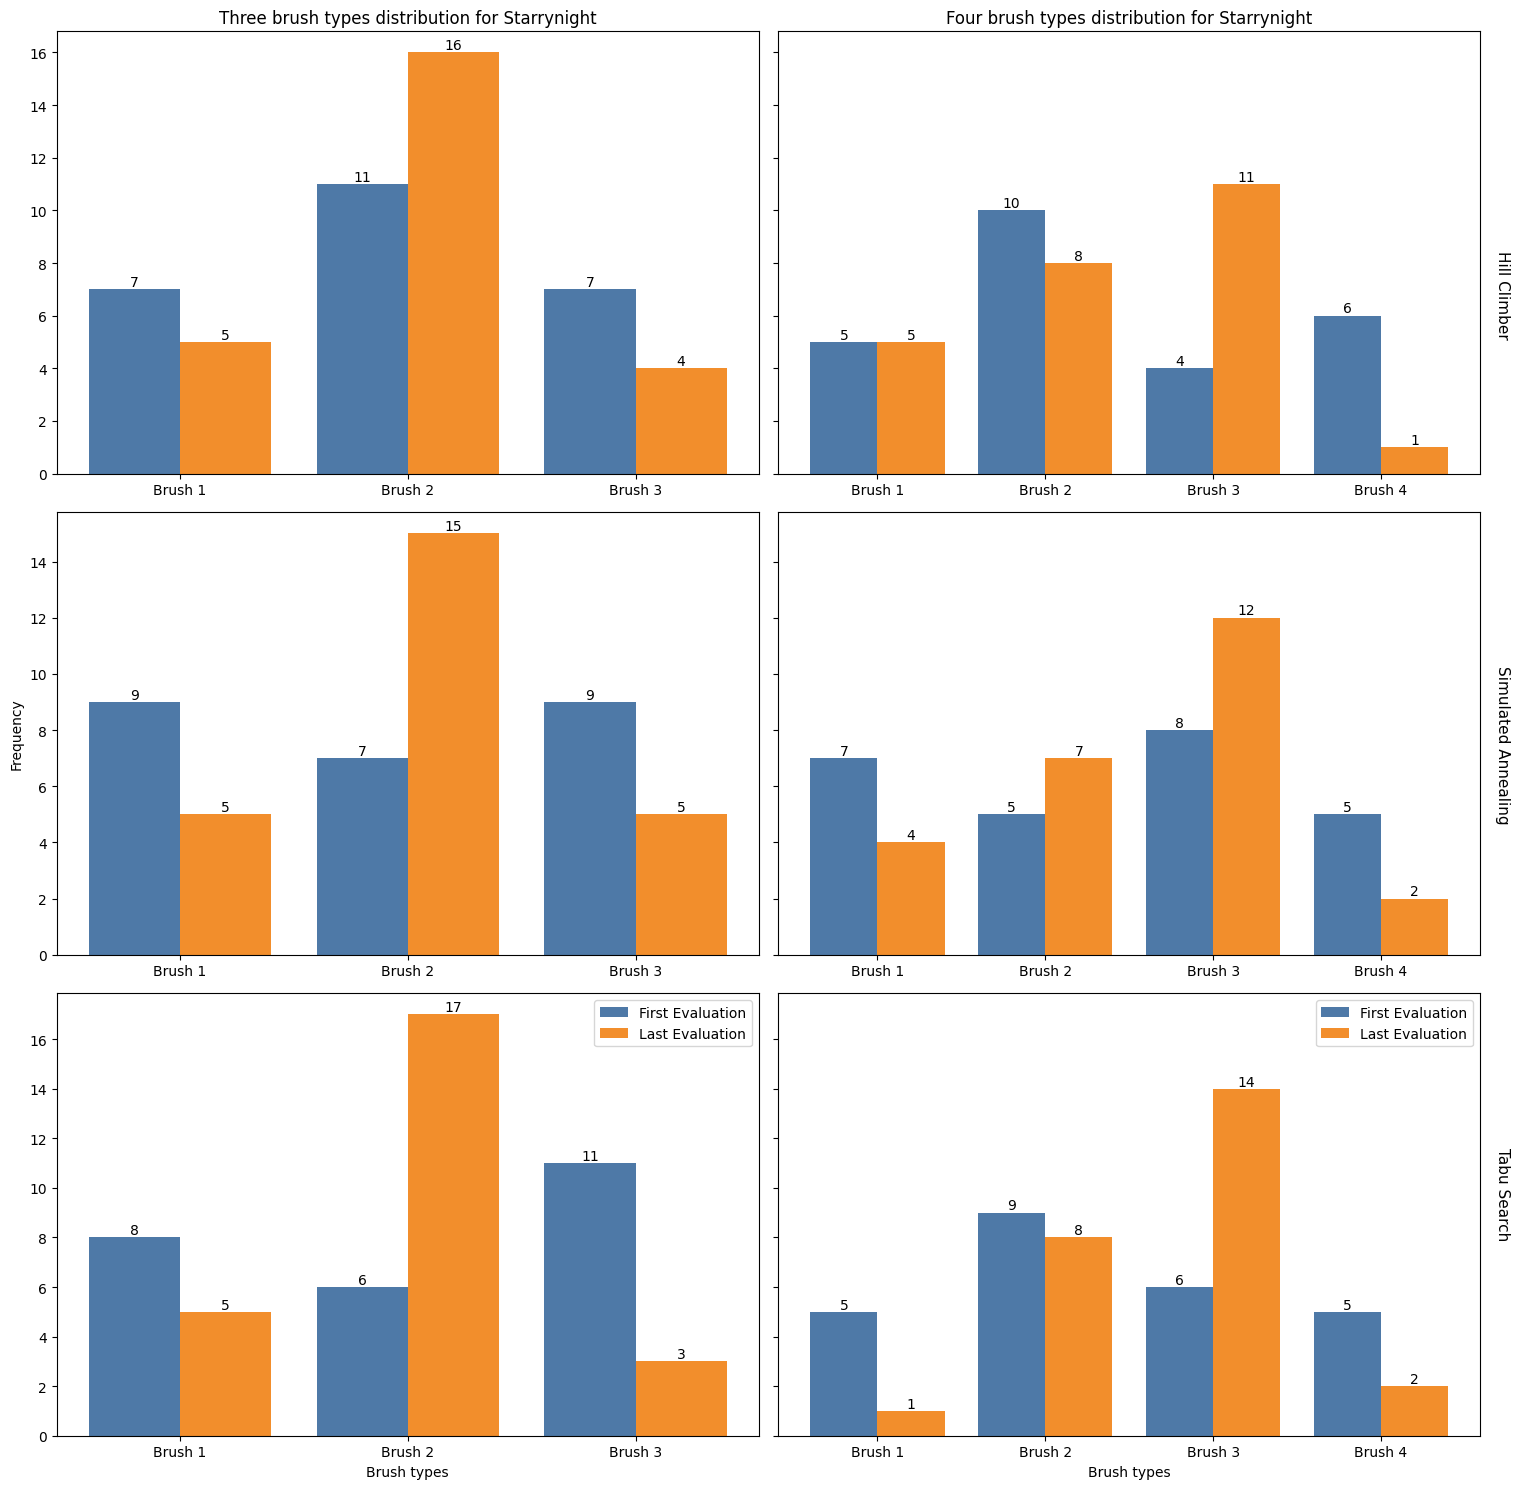 Three brush types distribution for Starrynight
Four brush types distribution for Starrynight
16
14
12
10
8
6
4
2
0
7
5
11
16
7
4
Brush 1
Brush 2
Brush 3
5
5
10
8
4
11
6
1
Brush 1
Brush 2
Brush 3
Brush 4
Hill Climber
Frequency
14
12
10
8
6
4
2
0
9
5
7
15
9
5
Brush 1
Brush 2
Brush 3
7
4
5
7
8
12
5
2
Brush 1
Brush 2
Brush 3
Brush 4
Simulated Annealing
16
14
12
10
8
6
4
2
0
First Evaluation
Last Evaluation
8
5
6
17
11
3
Brush 1
Brush 2
Brush 3
Brush types
First Evaluation
Last Evaluation
5
1
9
8
6
14
5
2
Brush 1
Brush 2
Brush 3
Brush 4
Brush types
Tabu Search